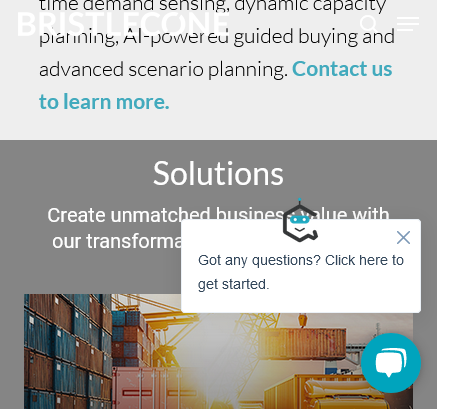 time demand sensing, dynamic capacity
BRISTLECONE
planning, AI-powered guided buying and
advanced scenario planning. Contact us
to learn more.
Solutions
Create unmatched business value with
our transforma
Got any questions? Click here to
get started.